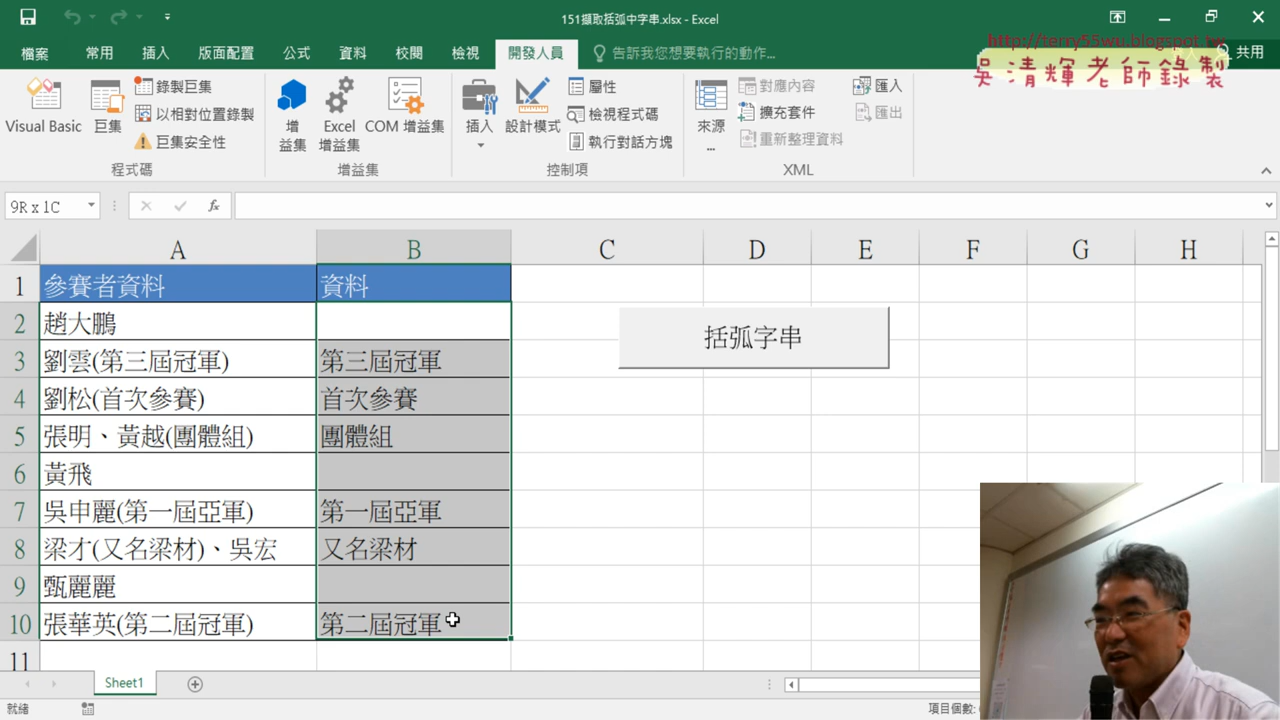 151擷取括弧中字串.xlsx - Excel
http://terry55wu.blogspot.tw
吳清輝老師錄製
檔案 常用 插入 版面配置 公式 資料 校閱 檢視 開發人員 告訴我您想要執行的動作... 共用
Visual Basic
巨集
錄製巨集
以相對位置錄製
巨集安全性
程式碼
增
益集
Excel
增益集
COM 增益集
增益集
插入
設計模式
屬性
檢視程式碼
執行對話方塊
控制項
來源
...
對應內容
擴充套件
重新整理資料
匯入
匯出
XML
9R x 1C fx
A B C D E F G H
1 參賽者資料 資料
2 趙大鵬
括弧字串
3 劉雲(第三屆冠軍) 第三屆冠軍
4 劉松(首次參賽) 首次參賽
5 張明、黃越(團體組) 團體組
6 黃飛
7 吳申麗(第一屆亞軍) 第一屆亞軍
8 梁才(又名梁材)、吳宏 又名梁材
9 甄麗麗
10 張華英(第二屆冠軍) 第二屆冠軍
11
Sheet1
就緒 項目個數: